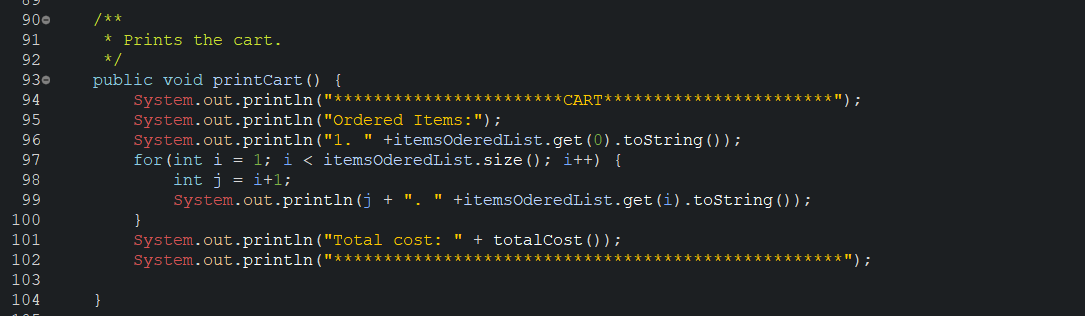 90 /**
91 * Prints the cart.
92 */
93 public void printCart() {
94 System.out.println("***********************CART***********************");
95 System.out.println("Ordered Items:");
96 System.out.println("1. " +itemsOderedList.get(0).toString());
97 for(int i = 1; i < itemsOderedList.size(); i++) {
98 int j = i+1;
99 System.out.println(j + ". " +itemsOderedList.get(i).toString());
100 }
101 System.out.println("Total cost: " + totalCost());
102 System.out.println("***************************************************");
103
104 }